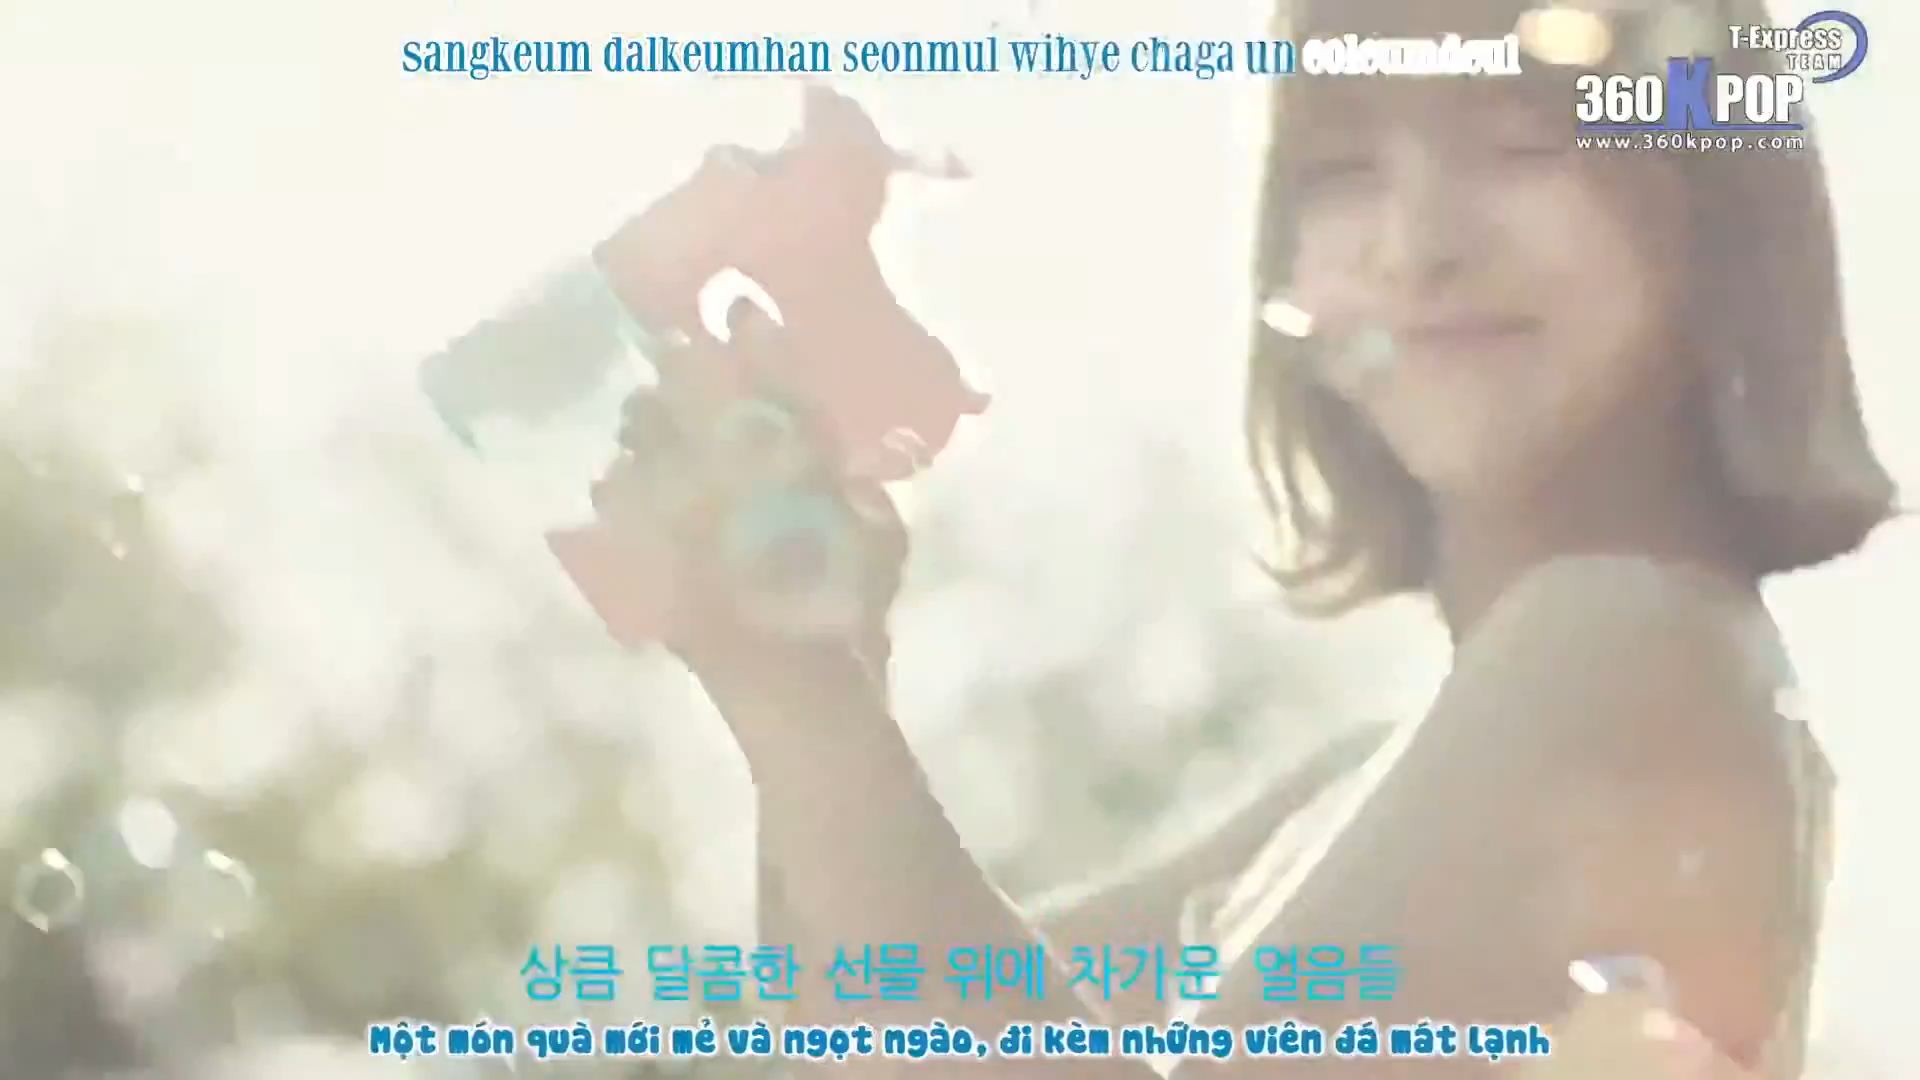 sangkeum dalkeumhan seonmul wihye chaga un eoleumdeul
T-Express
TEAM
360KPOP
www.360kpop.com
상큼 달콤한 선물 위에 차가운 얼음들
Một món quà mới mẻ và ngọt ngào, đi kèm những viên đá mát lạnh